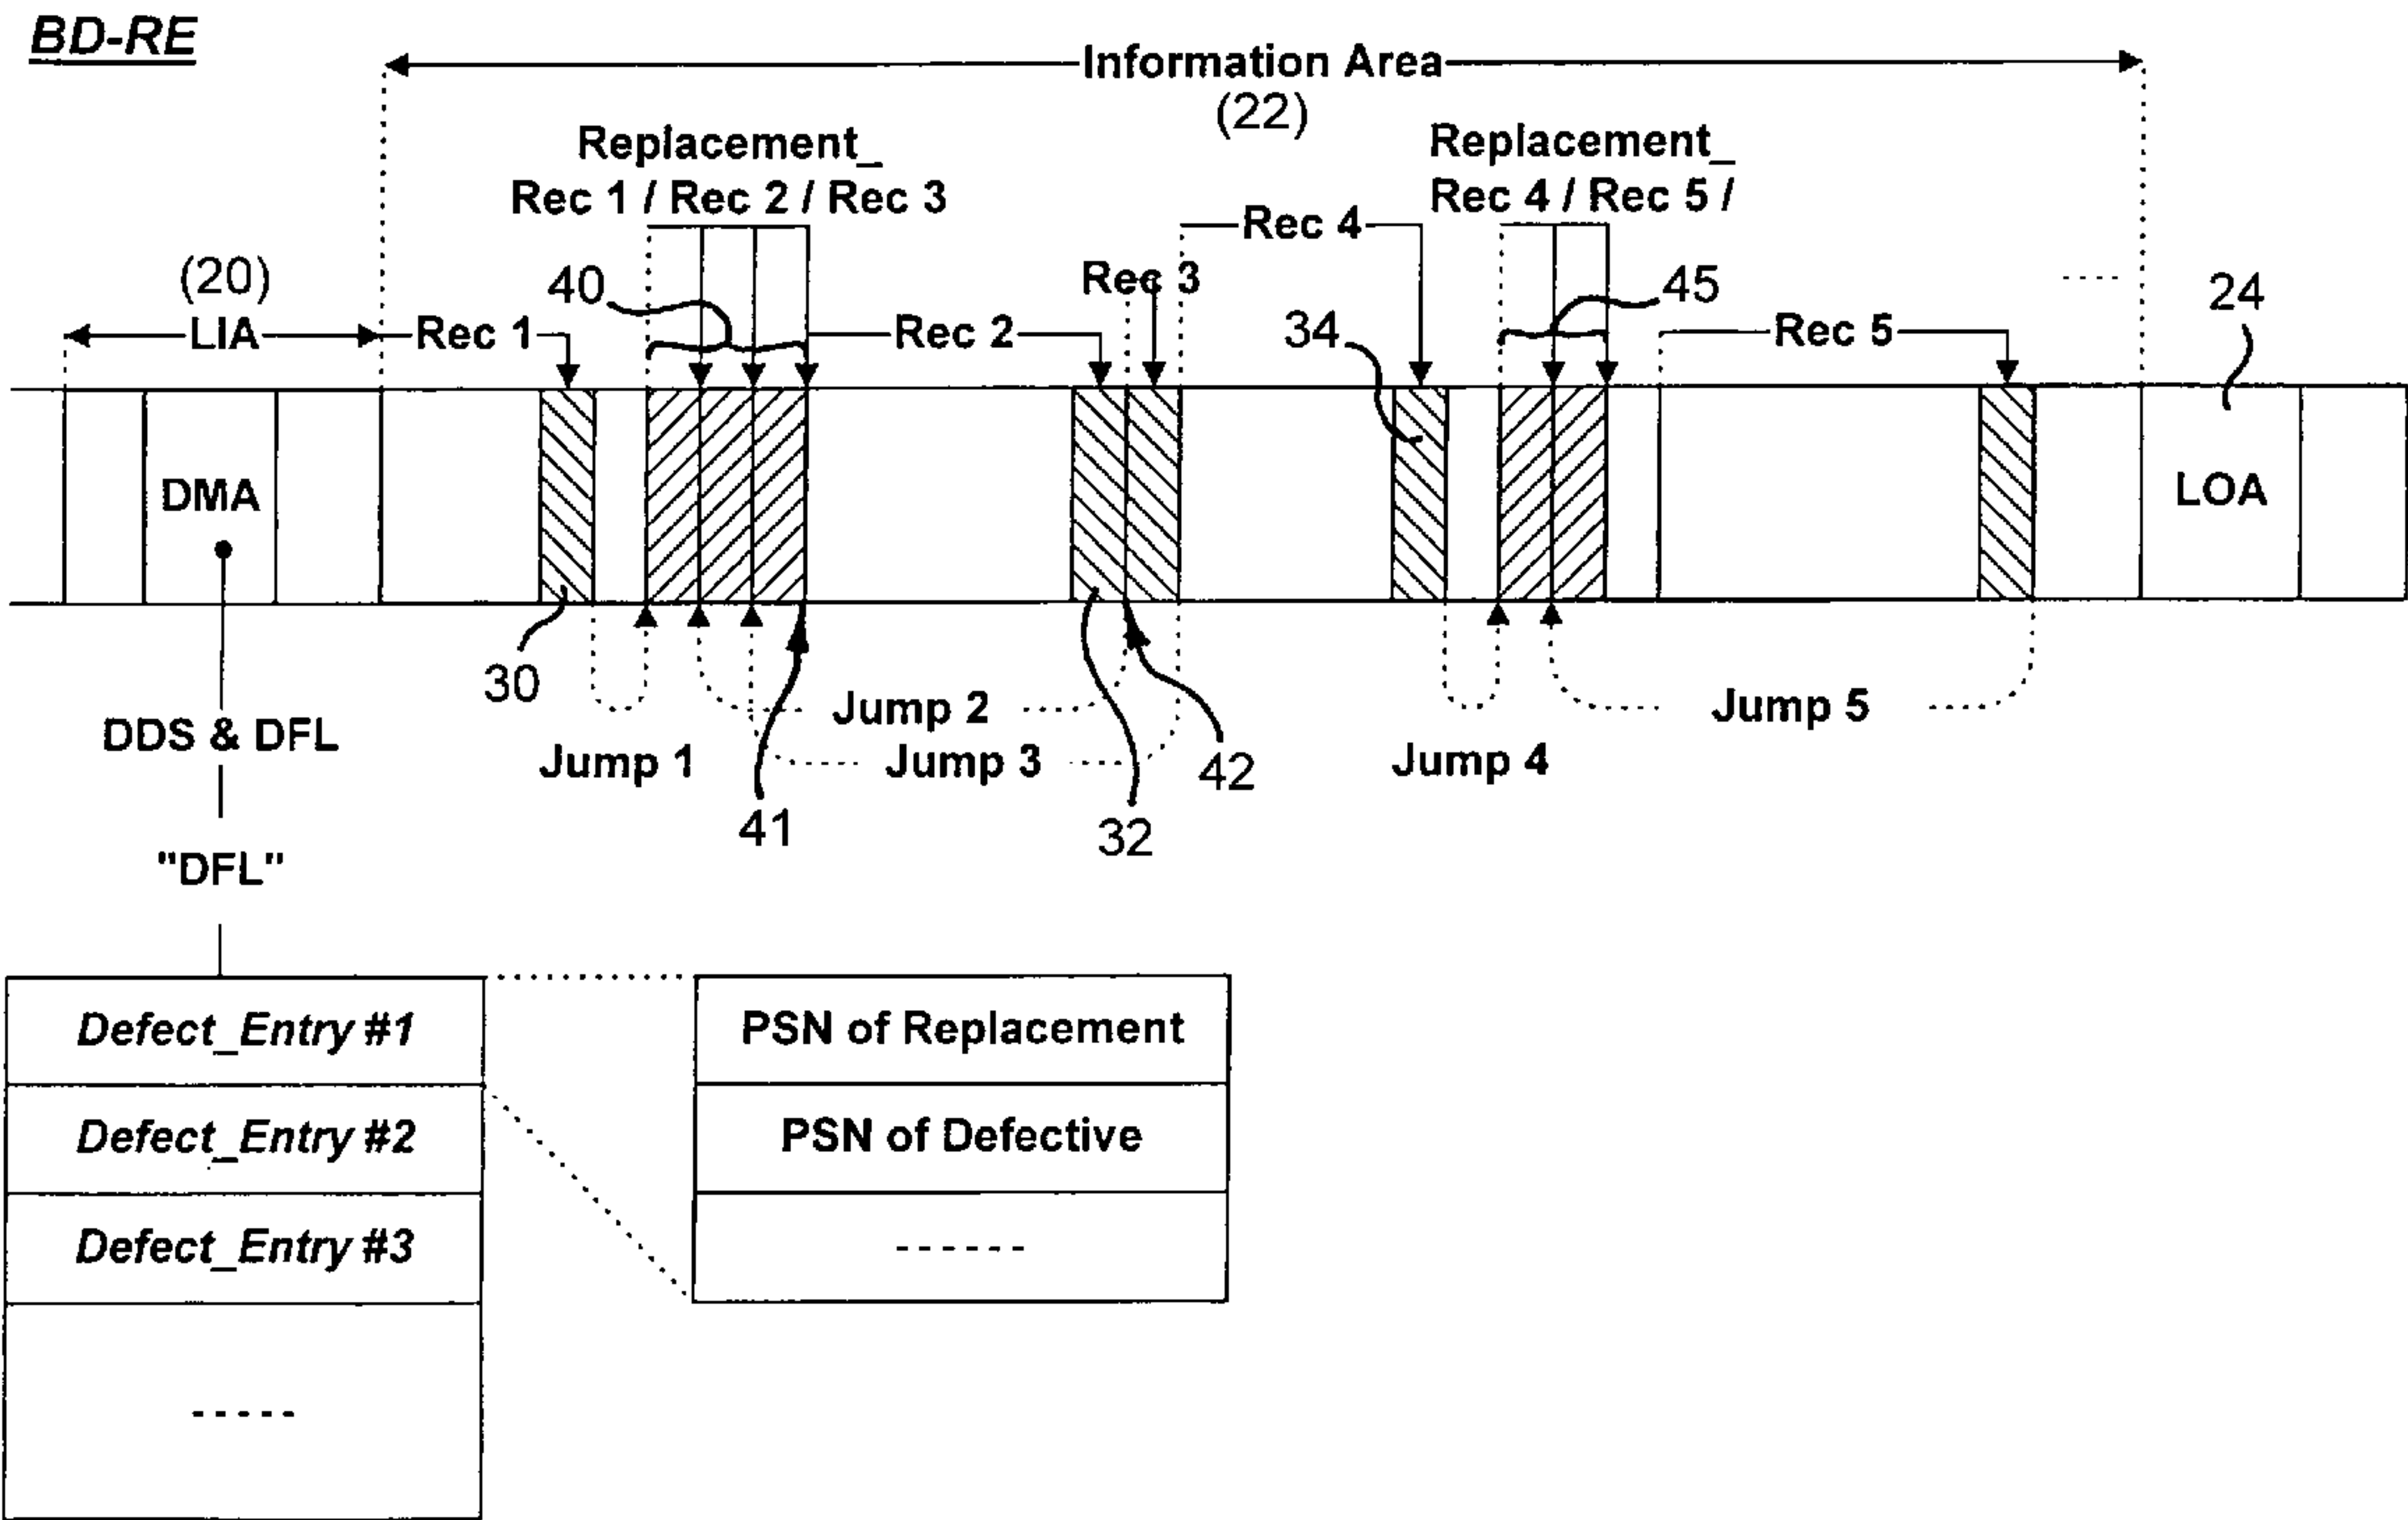 BD-RE
Information Area
(22)
Replacement_
Rec 1 / Rec 2 / Rec 3
Replacement_
Rec 4 / Rec 5 /
Rec 4
(20)
40
Rec 3
45
24
LIA
Rec 1
Rec 2
34
Rec 5
DMA
LOA
30
Jump 2
Jump 5
DDS & DFL
Jump 1
Jump 3
42
Jump 4
41
32
"DFL"
Defect_Entry #1
PSN of Replacement
Defect_Entry #2
PSN of Defective
Defect_Entry #3
------
-----